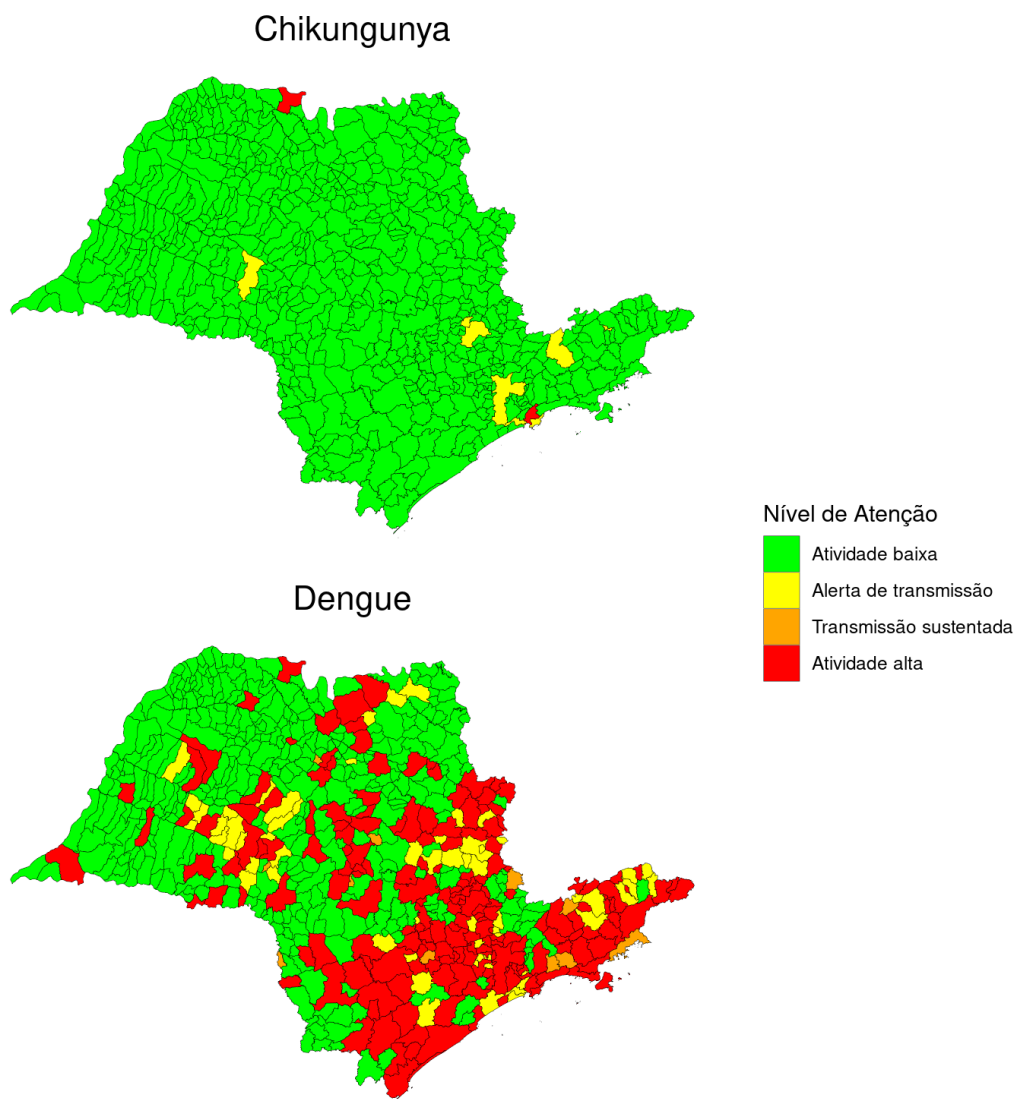 Chikungunya
Nível de Atenção
Atividade baixa
Alerta de transmissão
Transmissão sustentada
Atividade alta
Dengue